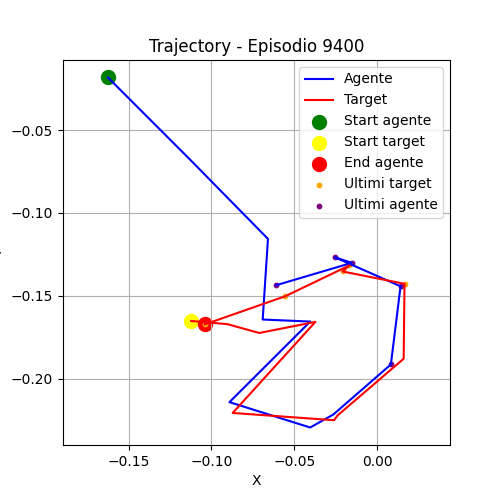 Trajectory - Episodio 9400
Agente
Target
Start agente
Start target
End agente
Ultimi target
Ultimi agente
−0.05
−0.10
−0.15
−0.20
−0.15
−0.10
−0.05
0.00
X